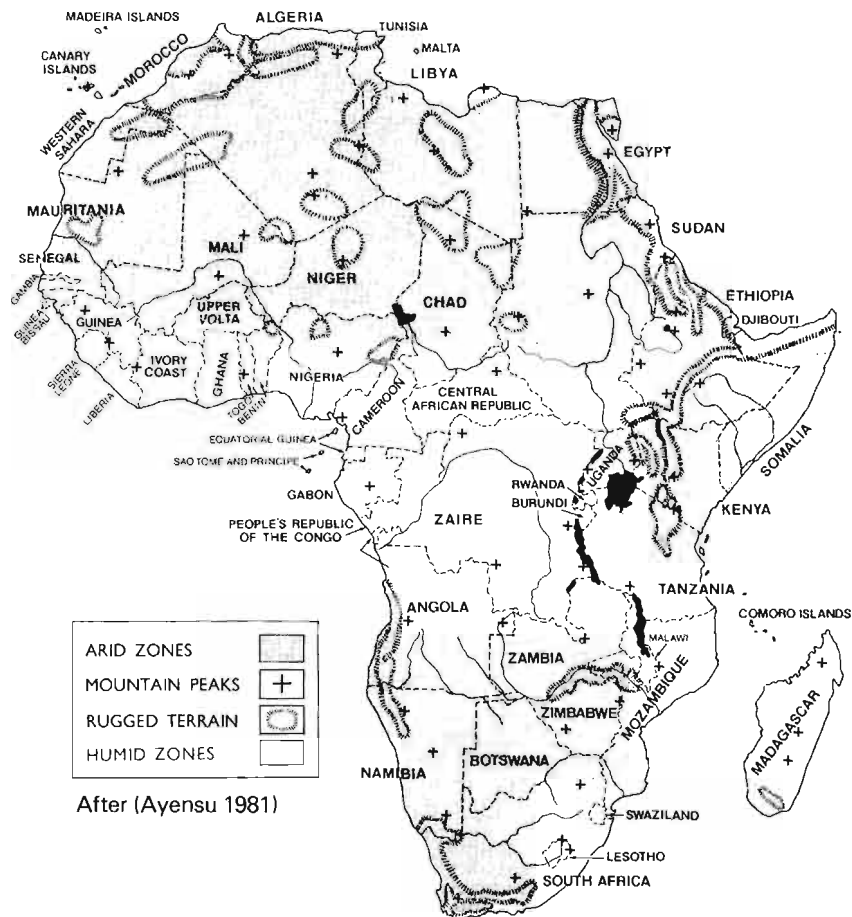 MADEIRA ISLANDS
ALGERIA
TUNISIA
MALTA
CANARY
ISLANDS
MOROCCO
LIBYA
WESTERN
SAHARA
EGYPT
MAURITANIA
SUDAN
SENEGAL
MALI
NIGER
CHAD
GAMBIA
GUINEA
BISSAU
GUINEA
UPPER
VOLTA
ETHIOPIA
DJIBOUTI
SIERRA
LEONE
IVORY
COAST
GHANA
NIGERIA
LIBERIA
TOGO
BENIN
CAMEROON
CENTRAL
AFRICAN REPUBLIC
EQUATORIAL GUINEA
SAO TOME AND PRINCIPE
UGANDA
SOMALIA
GABON
RWANDA
BURUNDI
KENYA
ZAIRE
PEOPLE'S REPUBLIC
OF THE CONGO
TANZANIA
ANGOLA
COMORO ISLANDS
MALAWI
ZAMBIA
MOZAMBIQUE
ZIMBABWE
MADAGASCAR
NAMIBIA
BOTSWANA
SWAZILAND
LESOTHO
SOUTH AFRICA
ARID ZONES
MOUNTAIN PEAKS
RUGGED TERRAIN
HUMID ZONES
After (Ayensu 1981)